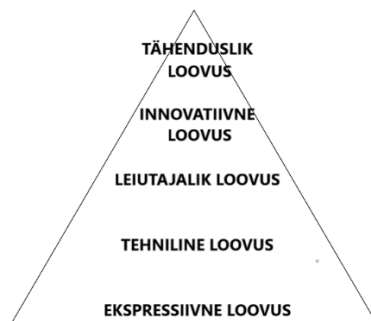 TÄHENDUSLIK
LOOVUS
INNOVATIIVNE
LOOVUS
LEIUTAJALIK LOOVUS
TEHNILINE LOOVUS
EKSPRESSIIVNE LOOVUS